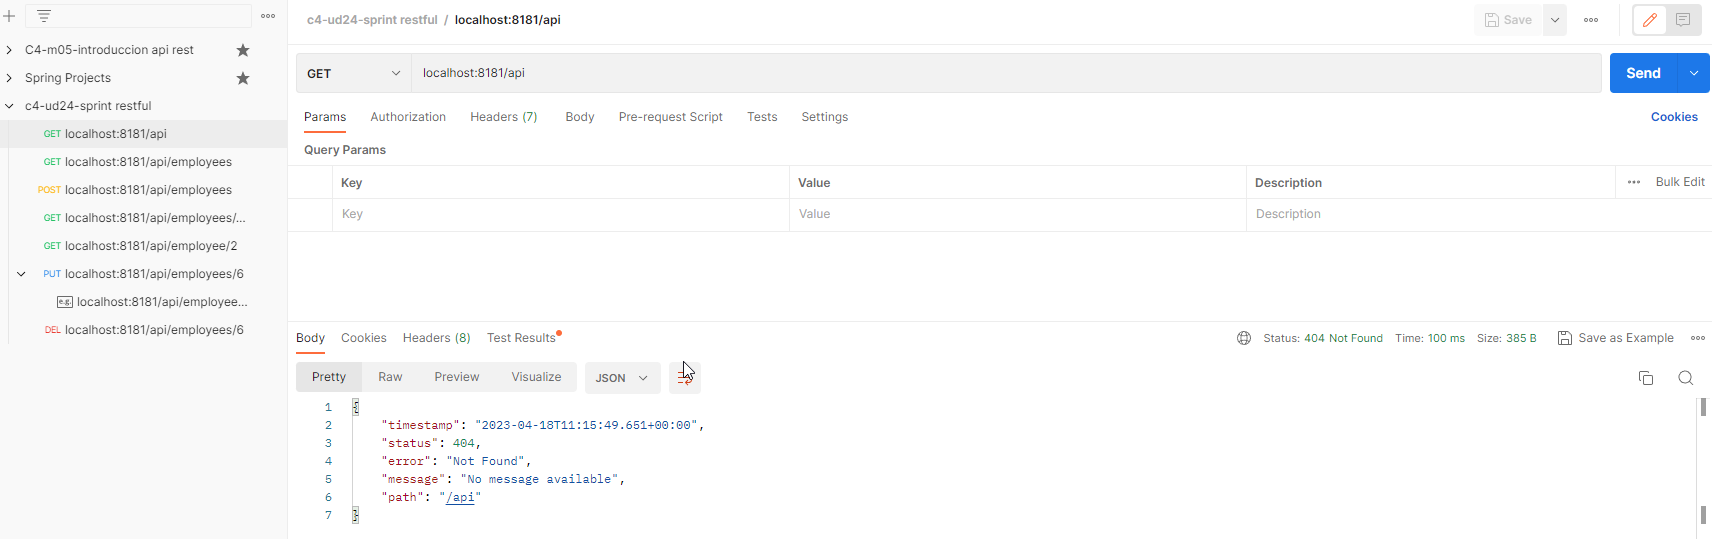 c4-ud24-sprint restful / localhost:8181/api
Save
C4-m05-introduccion api rest
Spring Projects
c4-ud24-sprint restful
GET localhost:8181/api
GET localhost:8181/api/employees
POST localhost:8181/api/employees
GET localhost:8181/api/employees/...
GET localhost:8181/api/employee/2
PUT localhost:8181/api/employees/6
e.g. localhost:8181/api/employee...
DEL localhost:8181/api/employees/6
GET localhost:8181/api Send
Params Authorization Headers (7) Body Pre-request Script Tests Settings Cookies
Query Params
Key Value Description Bulk Edit
Key Value Description
Body Cookies Headers (8) Test Results Status: 404 Not Found Time: 100 ms Size: 385 B Save as Example
Pretty Raw Preview Visualize JSON
1 {
2 "timestamp": "2023-04-18T11:15:49.651+00:00",
3 "status": 404,
4 "error": "Not Found",
5 "message": "No message available",
6 "path": "/api"
7 }